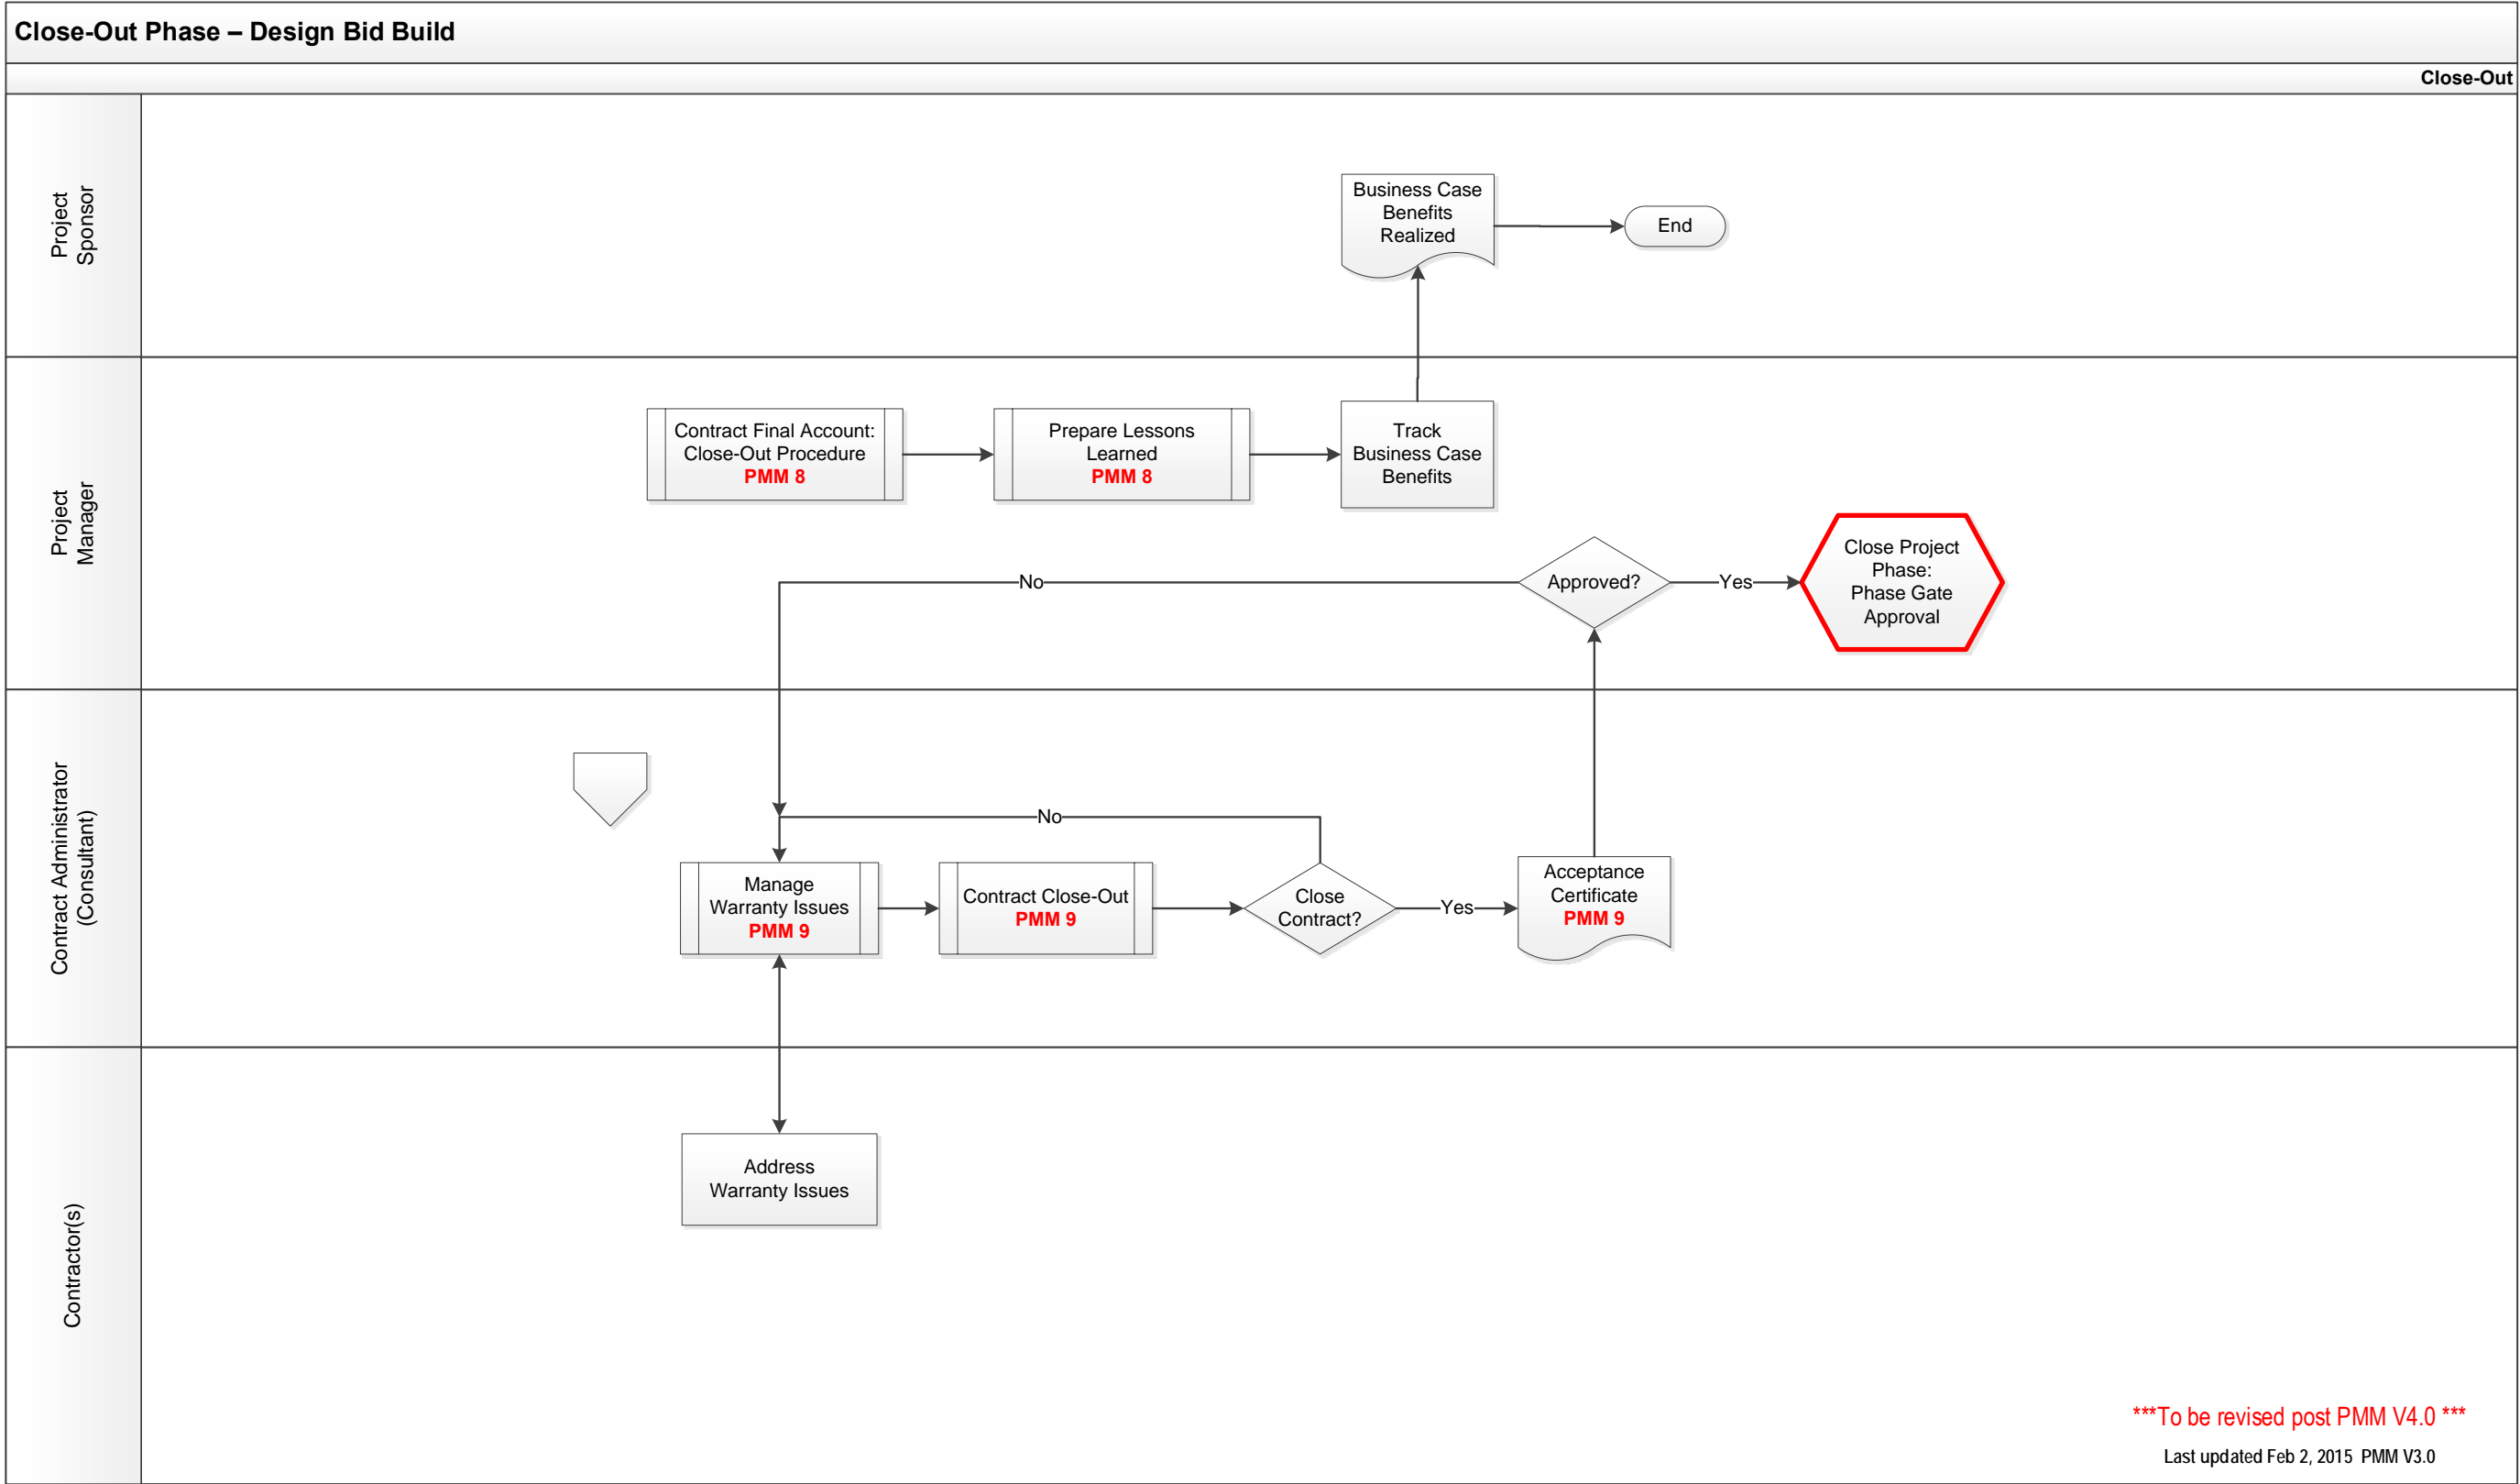 Close-Out Phase – Design Bid Build
Close-Out
Project
Sponsor
Business Case
Benefits
Realized
End
Project
Manager
Contract Final Account:
Close-Out Procedure
PMM 8
Prepare Lessons
Learned
PMM 8
Track
Business Case
Benefits
No
Approved?
Yes
Close Project
Phase:
Phase Gate
Approval
Contract Administrator
(Consultant)
No
Manage
Warranty Issues
PMM 9
Contract Close-Out
PMM 9
Close
Contract?
Yes
Acceptance
Certificate
PMM 9
Contractor(s)
Address
Warranty Issues
***To be revised post PMM V4.0 ***
Last updated Feb 2, 2015 PMM V3.0